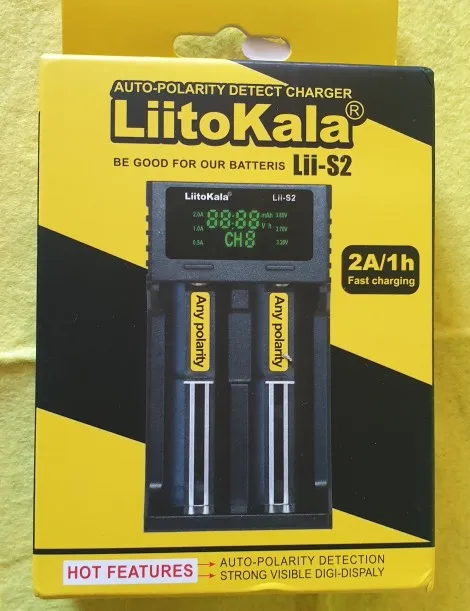 AUTO-POLARITY DETECT CHARGER
LiitoKala®
BE GOOD FOR OUR BATTERIS Lii-S2
LiitoKala® Lii-S2
2.0A 88:88 mAh 3.65V
1.0A V h 3.70V
0.5A CH8 3.20V
2A/1h
Fast charging
Any polarity
Any polarity
HOT FEATURES
AUTO-POLARITY DETECTION
STRONG VISIBLE DIGI-DISPALY